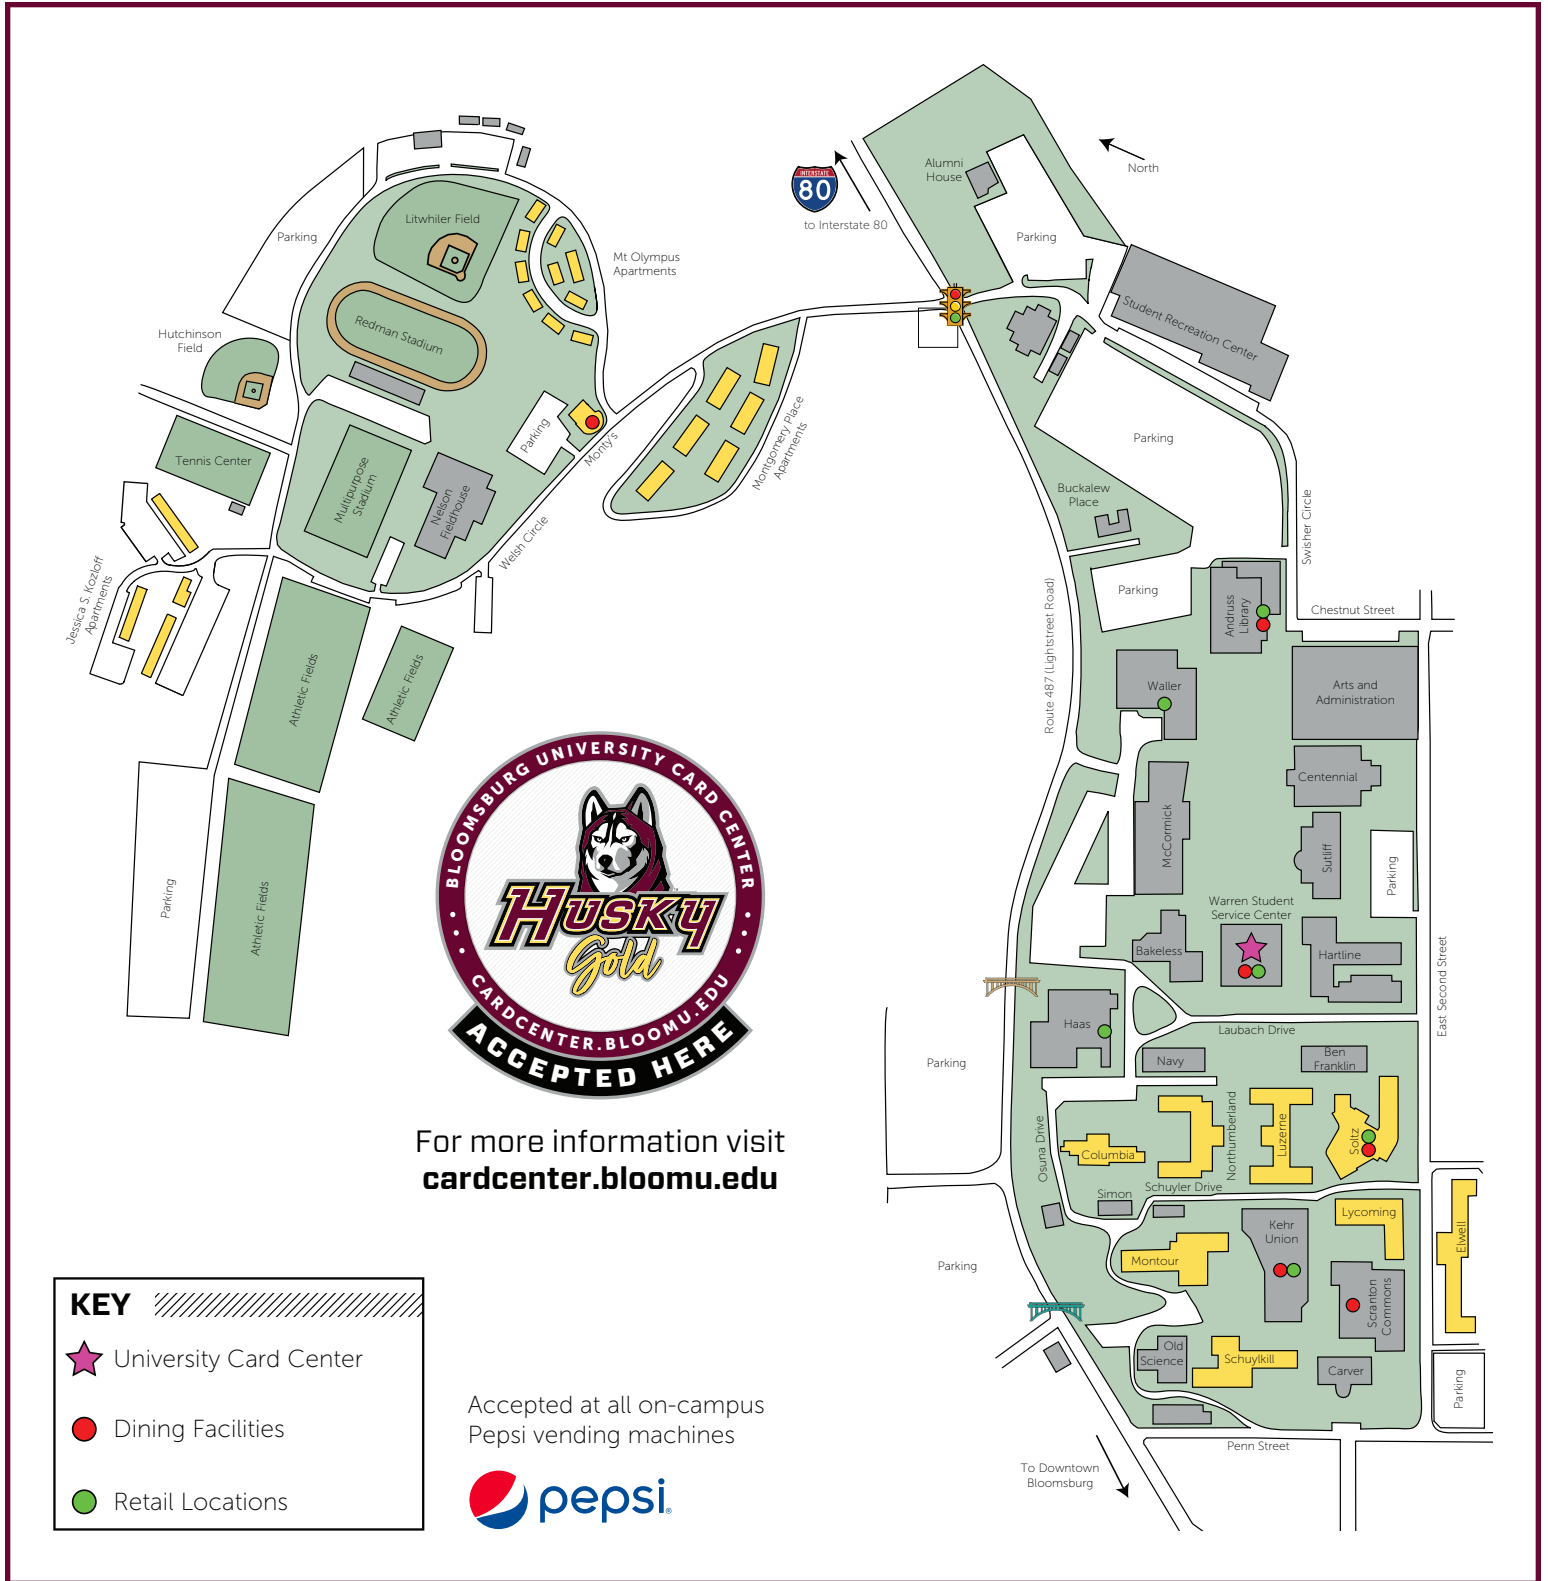 Alumni
House
North
INTERSTATE
80
to Interstate 80
Parking
Litwhiler Field
Parking
Mt Olympus
Apartments
Student Recreation Center
Redman Stadium
Hutchinson
Field
Parking
Monty's
Montgomery Place
Apartments
Parking
Tennis Center
Multipurpose
Stadium
Nelson
Fieldhouse
Welsh Circle
Buckalew
Place
Swisher Circle
Jessica S. Kozloff
Apartments
Parking
Route 487 (Lightstreet Road)
Andruss
Library
Chestnut Street
Athletic Fields
Athletic Fields
Waller
Arts and
Administration
Centennial
McCormick
Sutliff
Parking
Parking
Athletic Fields
Warren Student
Service Center
Bakeless
Hartline
East Second Street
BLOOMSBURG UNIVERSITY CARD CENTER
HUSKY
Gold
CARDCENTER.BLOOMU.EDU
ACCEPTED HERE
Haas
Laubach Drive
Parking
Navy
Ben
Franklin
For more information visit
cardcenter.bloomu.edu
Osuna Drive
Columbia
Northumberland
Luzerne
Soltz
Simon
Schuyler Drive
Lycoming
Kehr
Union
Elwell
Montour
Parking
Scranton
Commons
Old
Science
Schuylkill
Carver
Parking
Penn Street
To Downtown
Bloomsburg
KEY
University Card Center
Dining Facilities
Retail Locations
Accepted at all on-campus
Pepsi vending machines
pepsi